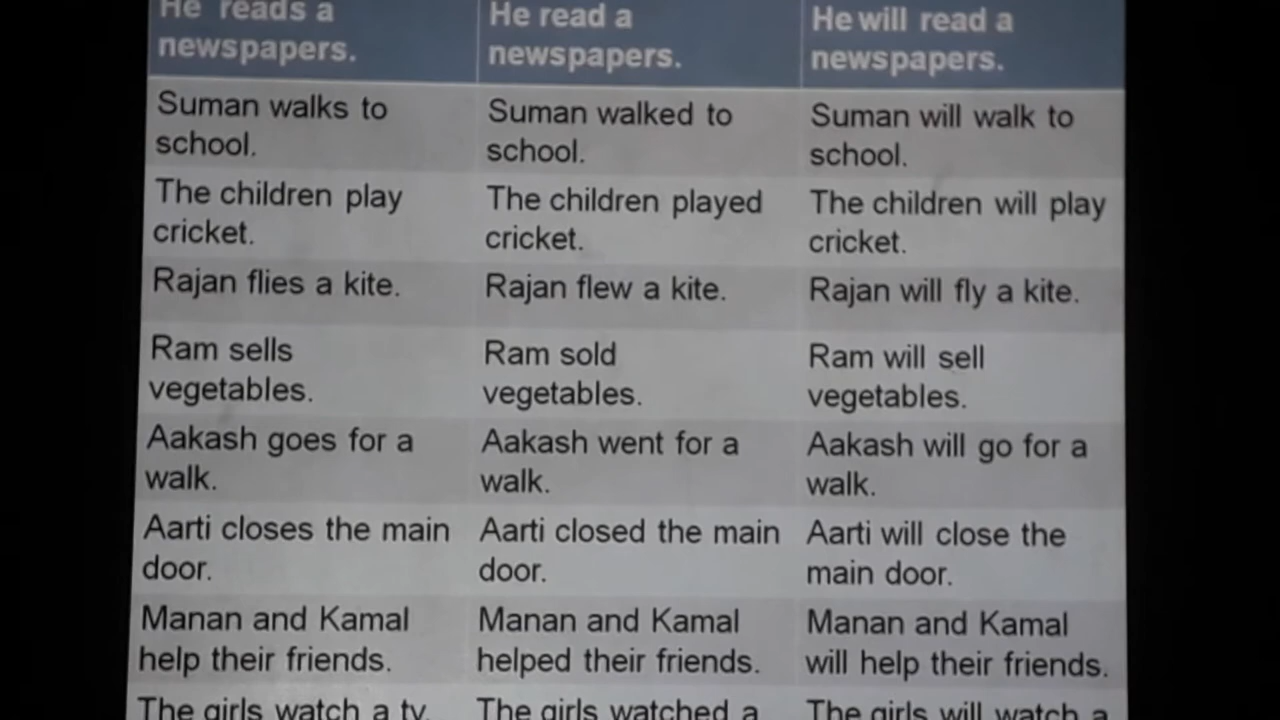 He reads a
newspapers.
He read a
newspapers.
He will read a
newspapers.
Suman walks to
school.
Suman walked to
school.
Suman will walk to
school.
The children play
cricket.
The children played
cricket.
The children will play
cricket.
Rajan flies a kite.
Rajan flew a kite.
Rajan will fly a kite.
Ram sells
vegetables.
Ram sold
vegetables.
Ram will sell
vegetables.
Aakash goes for a
walk.
Aakash went for a
walk.
Aakash will go for a
walk.
Aarti closes the main
door.
Aarti closed the main
door.
Aarti will close the
main door.
Manan and Kamal
help their friends.
Manan and Kamal
helped their friends.
Manan and Kamal
will help their friends.
The girls watch a tv.
The girls watched a
The girls will watch a